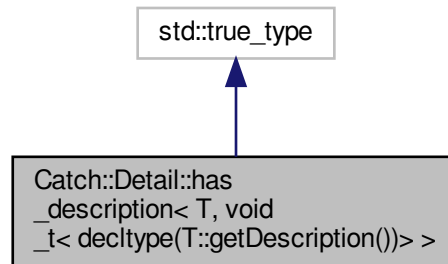 std::true_type
Catch::Detail::has
_description< T, void
_t< decltype(T::getDescription())> >